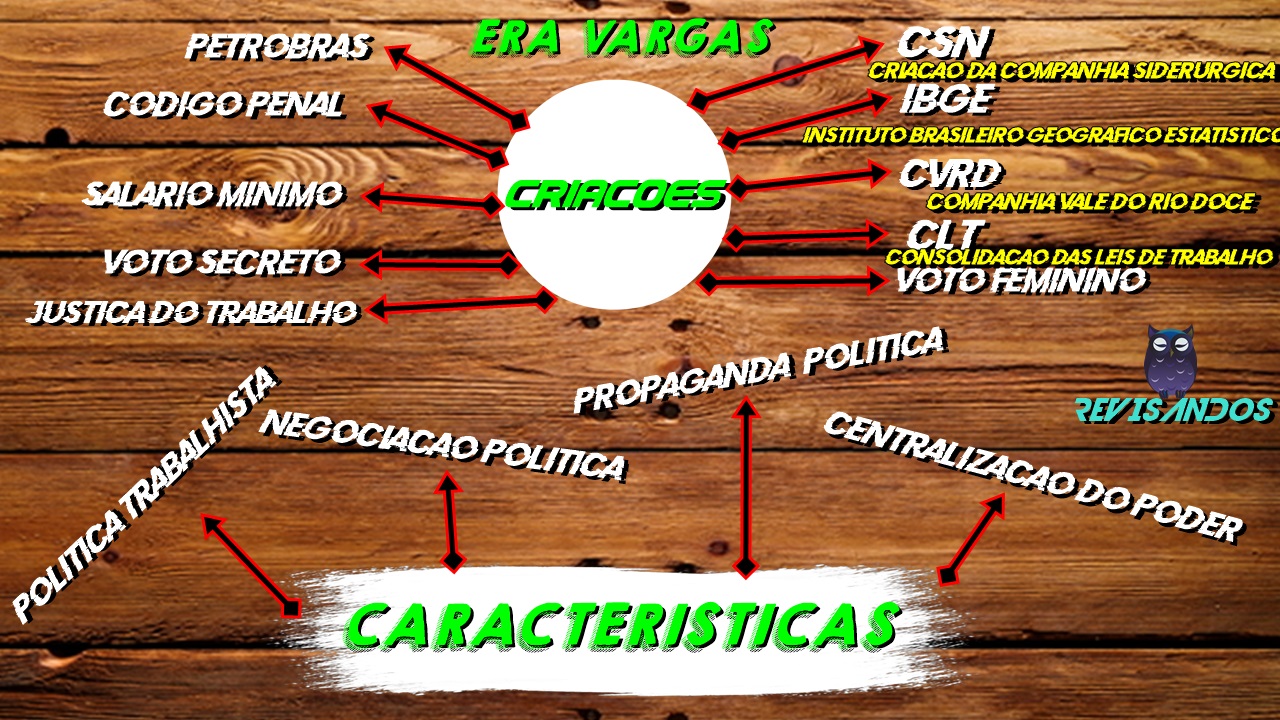 ERA VARGAS
PETROBRAS
CODIGO PENAL
SALARIO MINIMO
VOTO SECRETO
JUSTICA DO TRABALHO
CRIACOES
CSN
CRIACAO DA COMPANHIA SIDERURGICA
IBGE
INSTITUTO BRASILEIRO GEOGRAFICO ESTATISTICO
CVRD
COMPANHIA VALE DO RIO DOCE
CLT
CONSOLIDACAO DAS LEIS DE TRABALHO
VOTO FEMININO
REVISANDOS
POLITICA TRABALHISTA
NEGOCIACAO POLITICA
PROPAGANDA POLITICA
CENTRALIZACAO DO PODER
CARACTERISTICAS